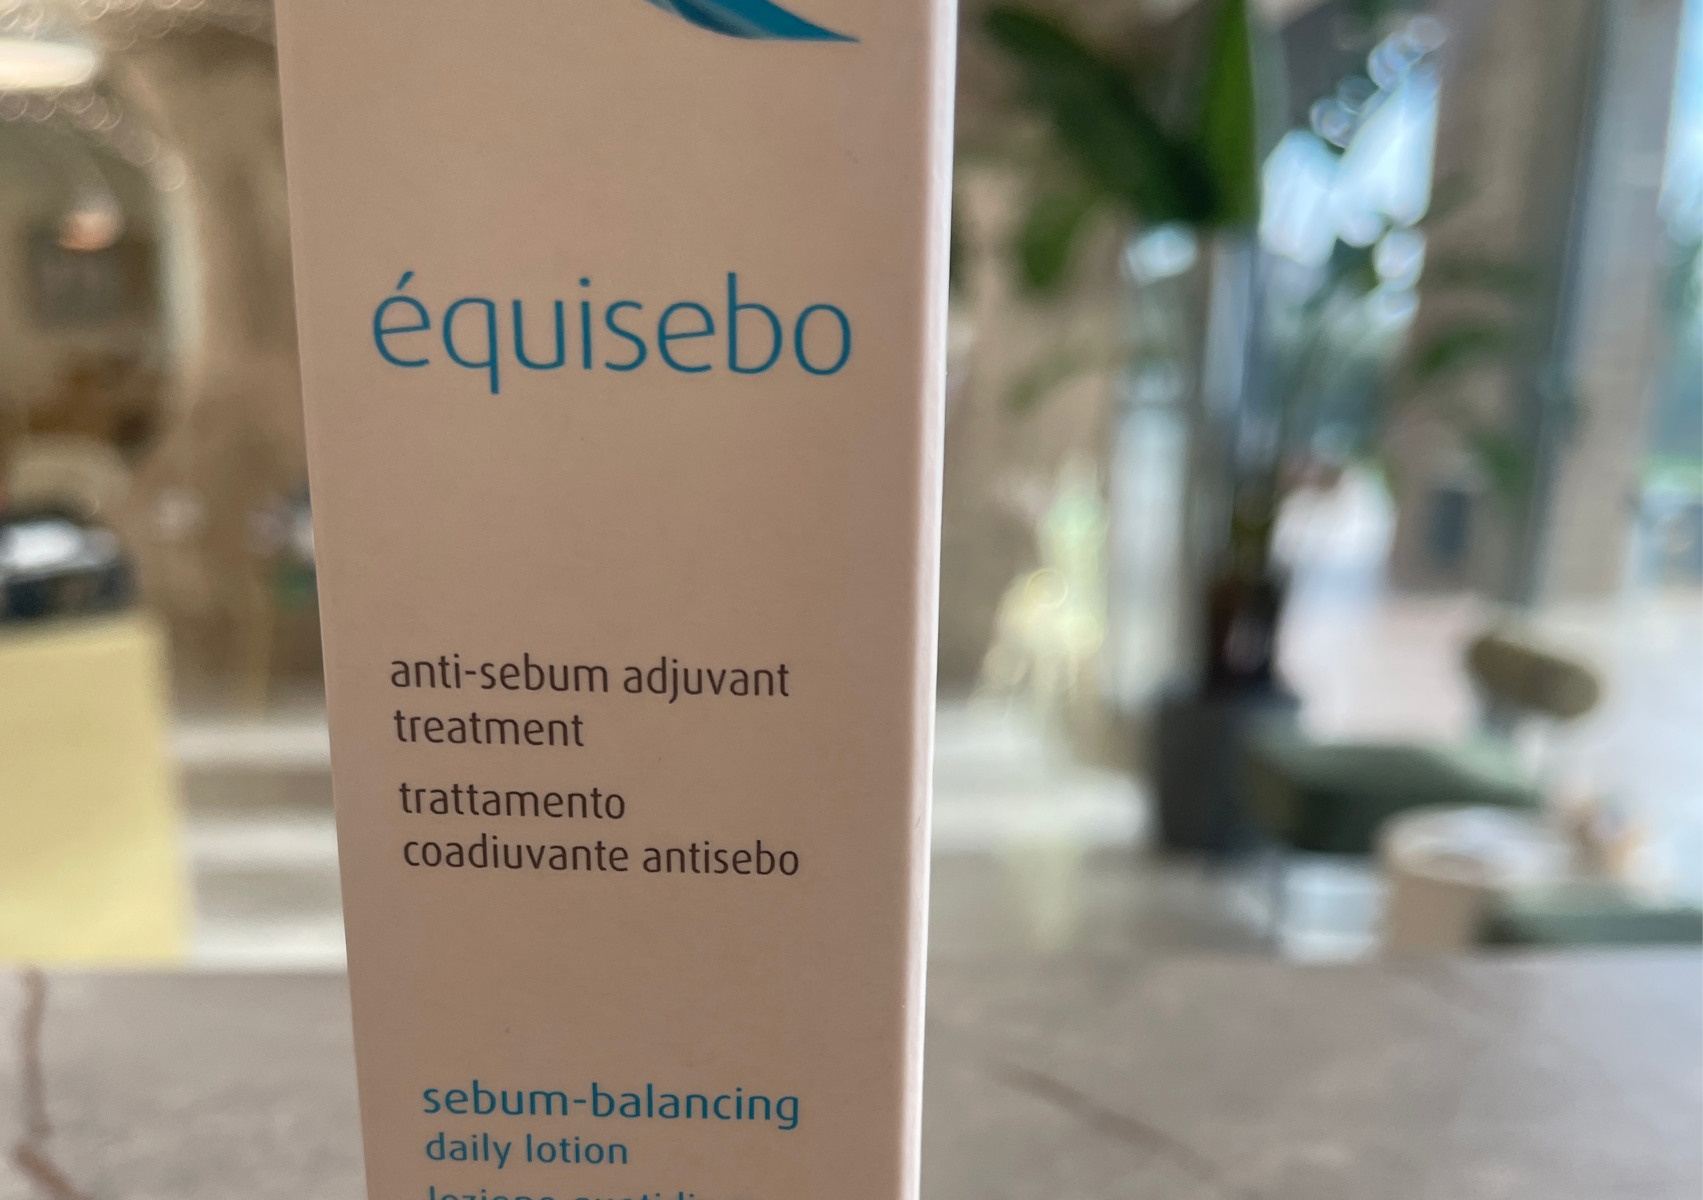 équisebo
anti-sebum adjuvant
treatment
trattamento
coadiuvante antisebo
sebum-balancing
daily lotion